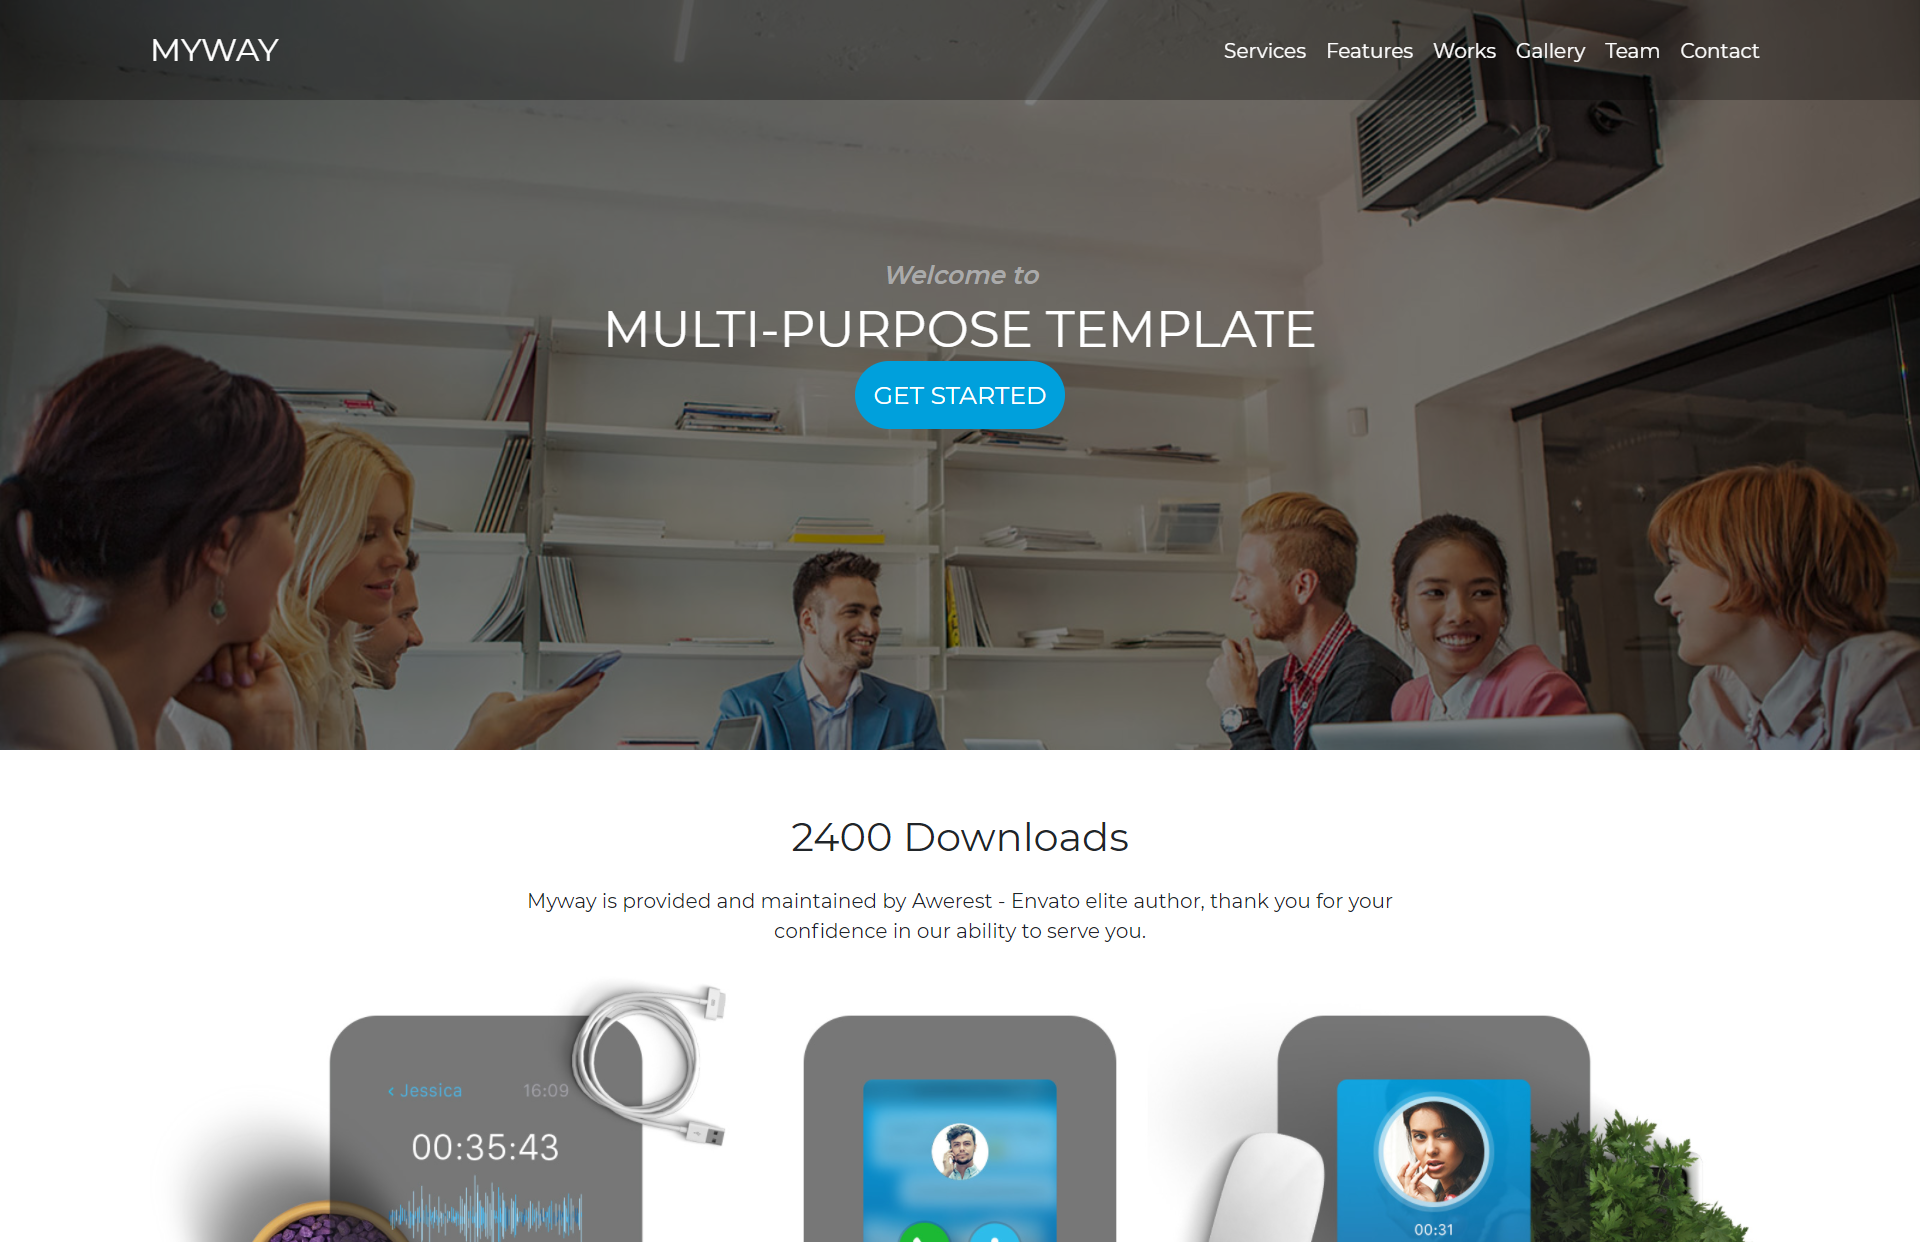 MYWAY
Services Features Works Gallery Team Contact
Welcome to
MULTI-PURPOSE TEMPLATE
GET STARTED
2400 Downloads
Myway is provided and maintained by Awerest - Envato elite author, thank you for your
confidence in our ability to serve you.
‹ Jessica 16:09
00:35:43
00:31